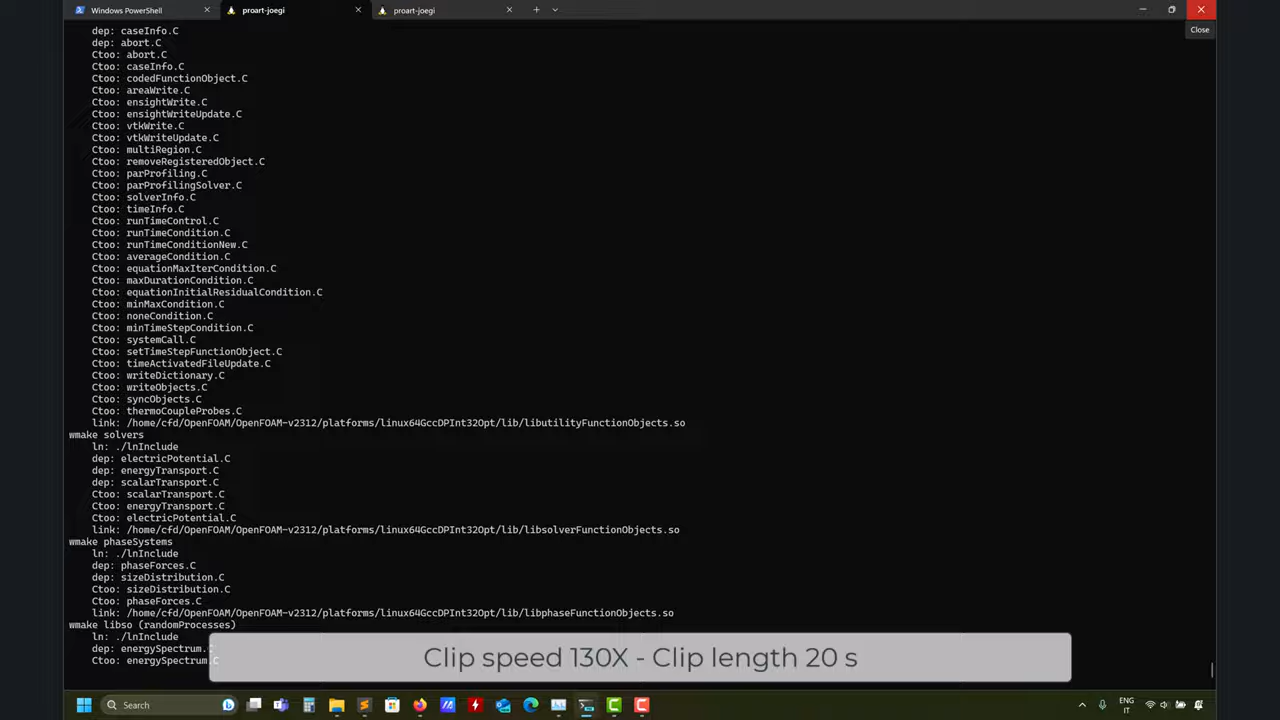 Windows PowerShell
proart-joegi
proart-joegi
Close
dep: caseInfo.C
dep: abort.C
Ctoo: abort.C
Ctoo: caseInfo.C
Ctoo: codedFunctionObject.C
Ctoo: areaWrite.C
Ctoo: ensightWrite.C
Ctoo: ensightWriteUpdate.C
Ctoo: vtkWrite.C
Ctoo: vtkWriteUpdate.C
Ctoo: multiRegion.C
Ctoo: removeRegisteredObject.C
Ctoo: parProfiling.C
Ctoo: parProfilingSolver.C
Ctoo: solverInfo.C
Ctoo: timeInfo.C
Ctoo: runTimeControl.C
Ctoo: runTimeCondition.C
Ctoo: runTimeConditionNew.C
Ctoo: averageCondition.C
Ctoo: equationMaxIterCondition.C
Ctoo: maxDurationCondition.C
Ctoo: equationInitialResidualCondition.C
Ctoo: minMaxCondition.C
Ctoo: noneCondition.C
Ctoo: minTimeStepCondition.C
Ctoo: systemCall.C
Ctoo: setTimeStepFunctionObject.C
Ctoo: timeActivatedFileUpdate.C
Ctoo: writeDictionary.C
Ctoo: writeObjects.C
Ctoo: syncObjects.C
Ctoo: thermoCoupleProbes.C
link: /home/cfd/OpenFOAM/OpenFOAM-v2312/platforms/linux64GccDPInt32Opt/lib/libutilityFunctionObjects.so
wmake solvers
ln: ./lnInclude
dep: electricPotential.C
dep: energyTransport.C
dep: scalarTransport.C
Ctoo: scalarTransport.C
Ctoo: energyTransport.C
Ctoo: electricPotential.C
link: /home/cfd/OpenFOAM/OpenFOAM-v2312/platforms/linux64GccDPInt32Opt/lib/libsolverFunctionObjects.so
wmake phaseSystems
ln: ./lnInclude
dep: phaseForces.C
dep: sizeDistribution.C
Ctoo: sizeDistribution.C
Ctoo: phaseForces.C
link: /home/cfd/OpenFOAM/OpenFOAM-v2312/platforms/linux64GccDPInt32Opt/lib/libphaseFunctionObjects.so
wmake libso (randomProcesses)
ln: ./lnInclude
dep: energySpectrum.C
Ctoo: energySpectrum.C
Clip speed 130X - Clip length 20 s
Search
ENG
IT